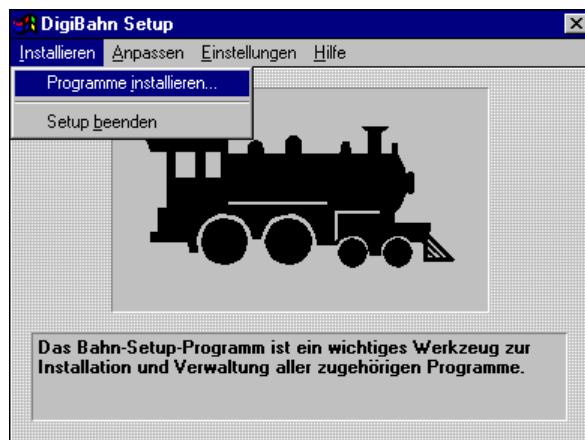 DigiBahn Setup
Installieren Anpassen Einstellungen Hilfe
Programme installieren...
Setup beenden
Das Bahn-Setup-Programm ist ein wichtiges Werkzeug zur
Installation und Verwaltung aller zugehörigen Programme.